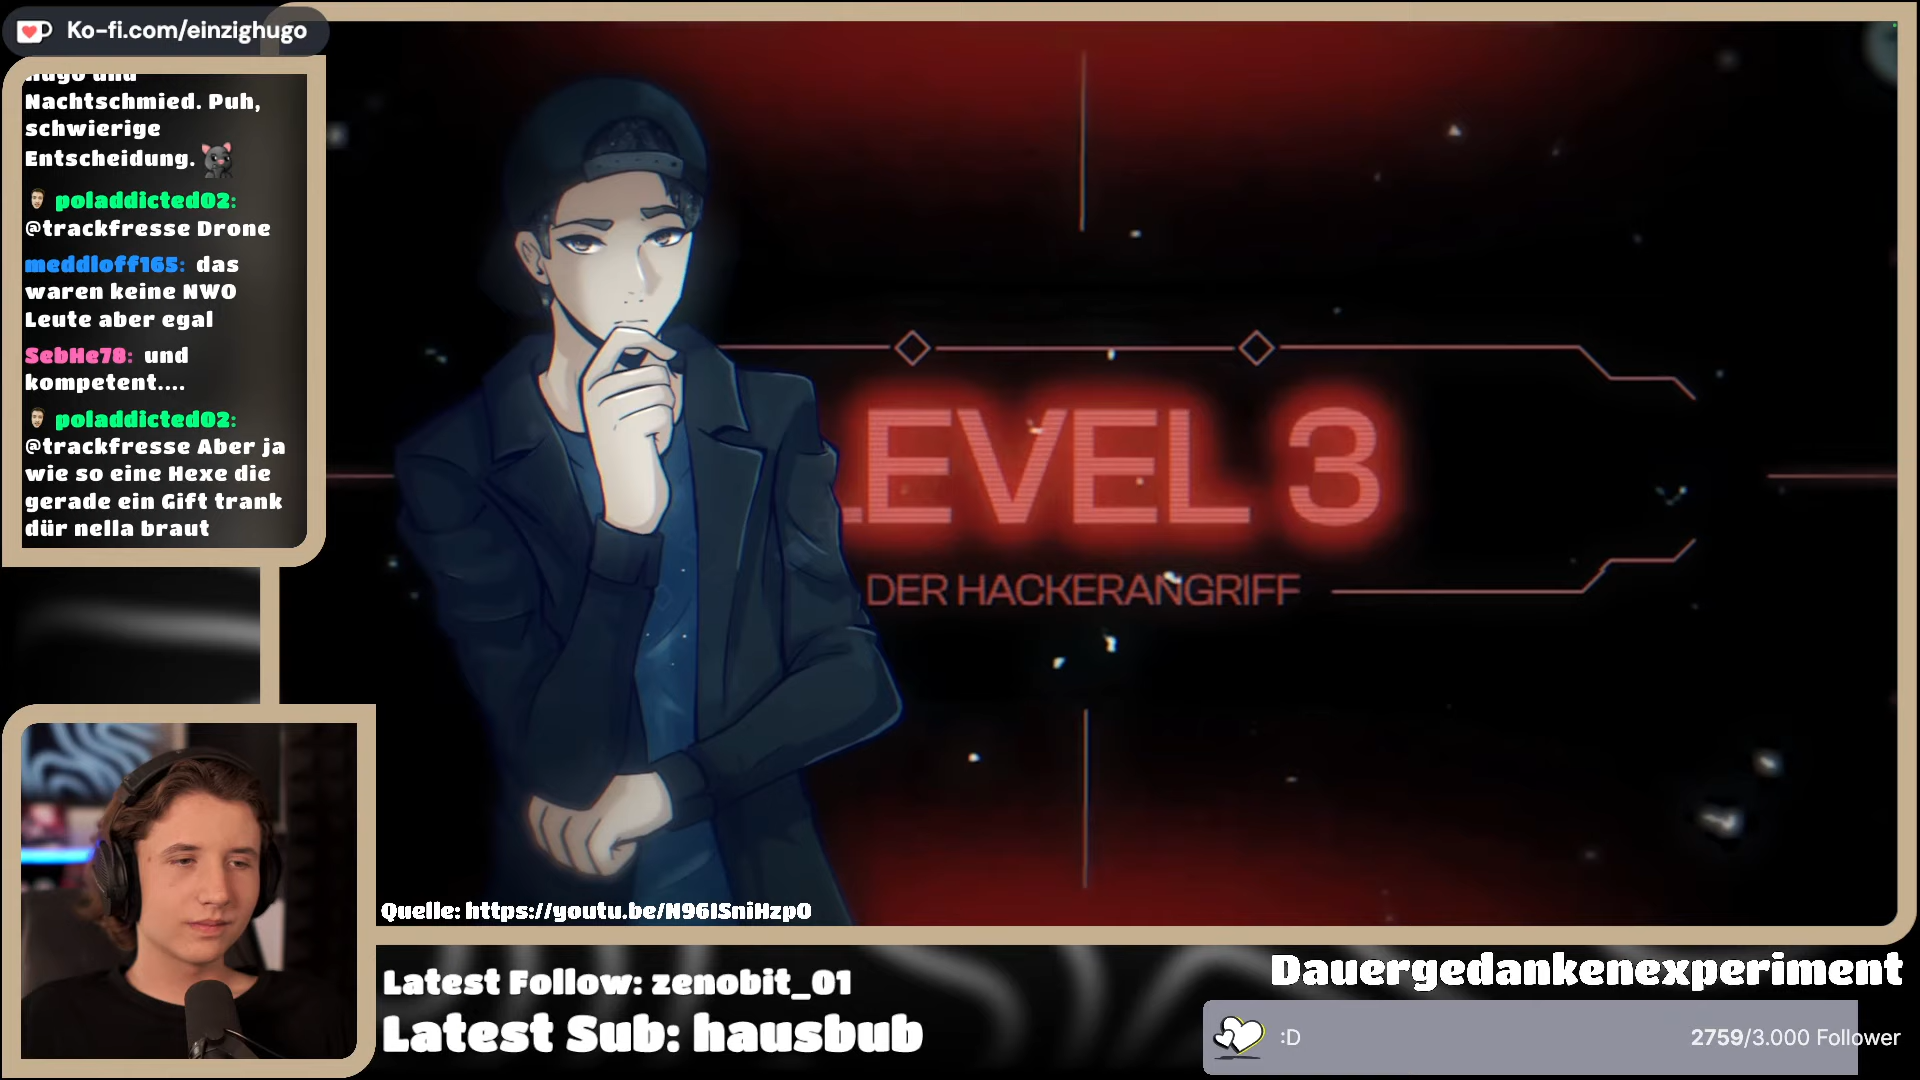 Ko-fi.com/einzighugo
hugo und
Nachtschmied. Puh,
schwierige
Entscheidung.
poladdicted02:
@trackfresse Drone
meddloff165: das
waren keine NWO
Leute aber egal
SebHe78: und
kompetent....
poladdicted02:
@trackfresse Aber ja
wie so eine Hexe die
gerade ein Gift trank
dür nella braut
LEVEL 3
DER HACKERANGRIFF
Quelle: https://youtu.be/N96ISniHzp0
Latest Follow: zenobit_01
Latest Sub: hausbub
Dauergedankenexperiment
:D
2759/3.000 Follower